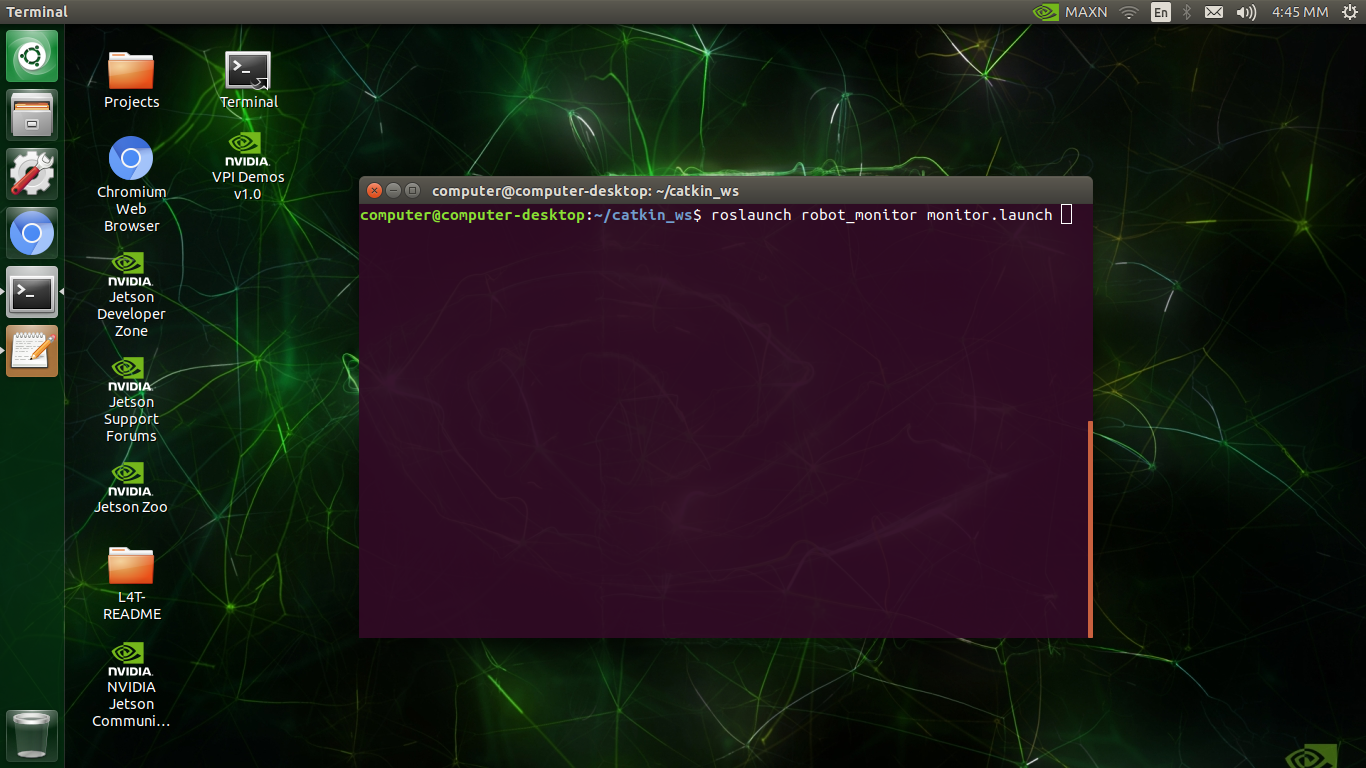 Terminal
MAXN
En
4:45 MM
Projects
Terminal
NVIDIA.
VPI Demos
v1.0
Chromium
Web
Browser
NVIDIA.
Jetson
Developer
Zone
NVIDIA.
Jetson
Support
Forums
NVIDIA.
Jetson Zoo
L4T-
README
NVIDIA.
NVIDIA
Jetson
Communi...
computer@computer-desktop: ~/catkin_ws
computer@computer-desktop:~/catkin_ws$ roslaunch robot_monitor monitor.launch